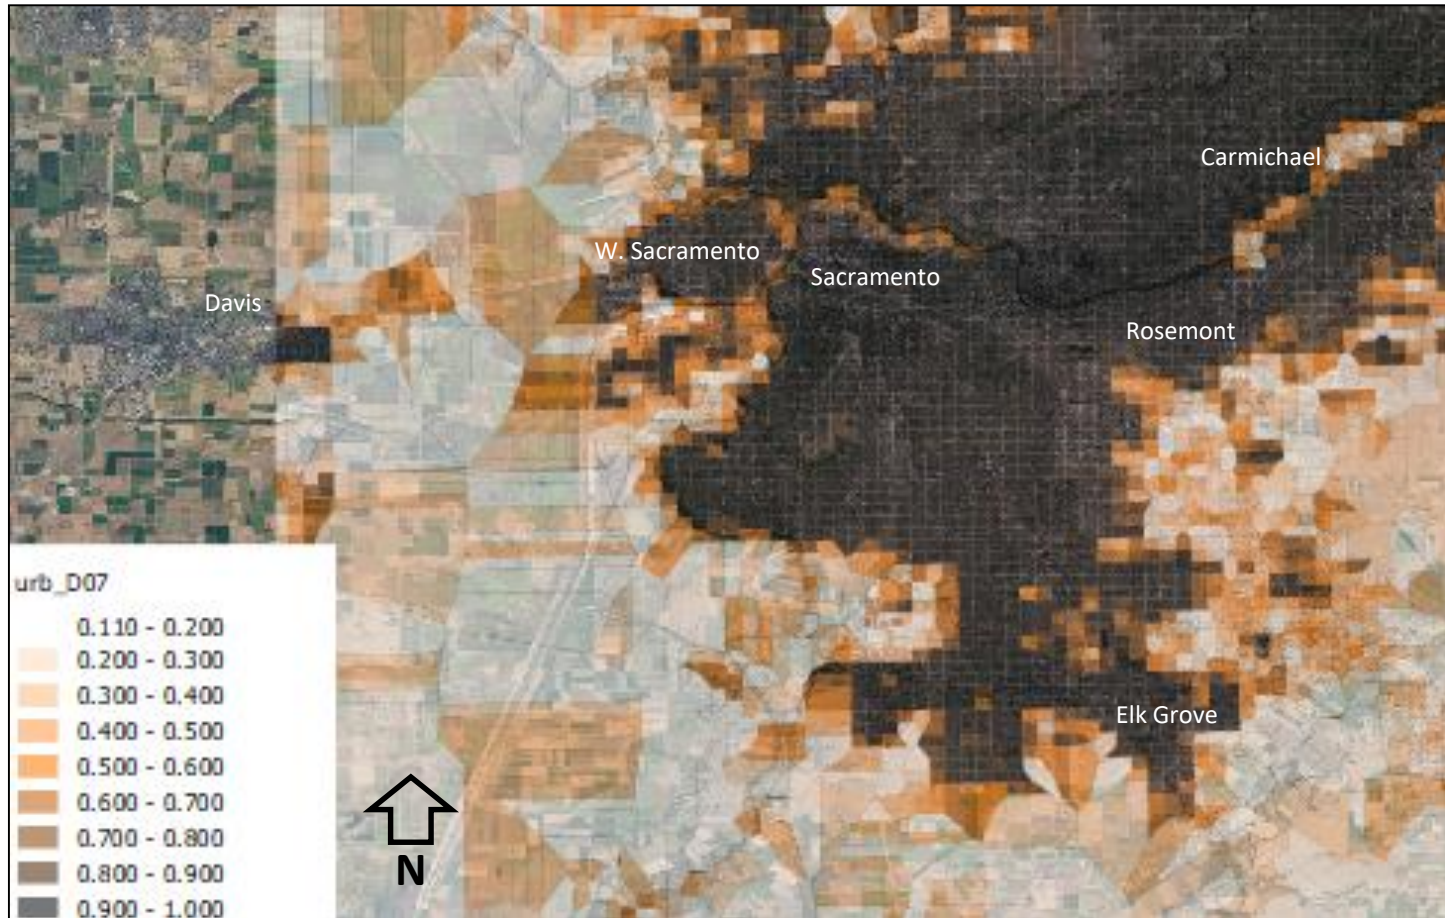 Carmichael
W. Sacramento
Sacramento
Davis
Rosemont
urb_D07
0.110 - 0.200
0.200 - 0.300
0.300 - 0.400
0.400 - 0.500
0.500 - 0.600
0.600 - 0.700
0.700 - 0.800
0.800 - 0.900
0.900 - 1.000
Elk Grove
N